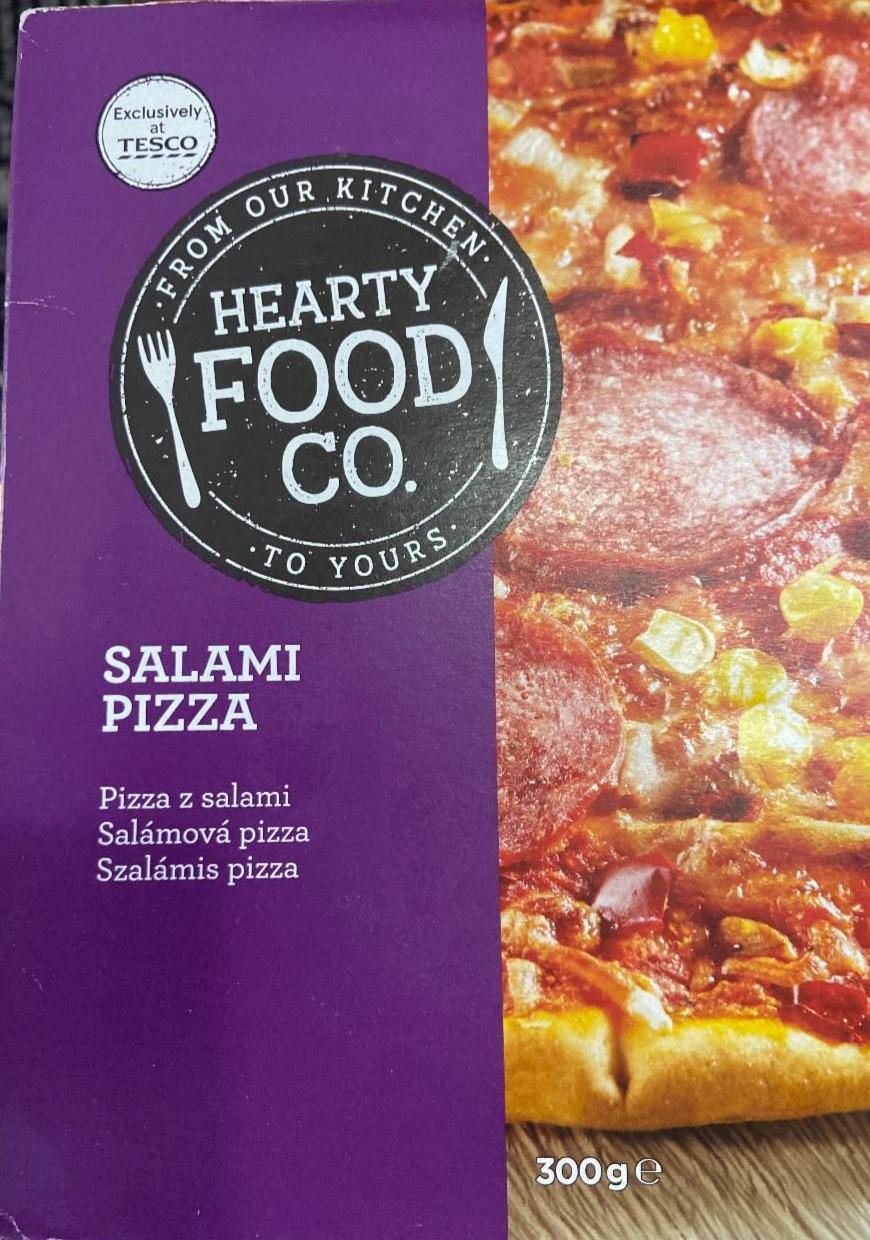 Exclusively
at
TESCO
·FROM OUR KITCHEN·
HEARTY
FOOD
CO.
·TO YOURS·
SALAMI
PIZZA
Pizza z salami
Salámová pizza
Szalámis pizza
300g℮